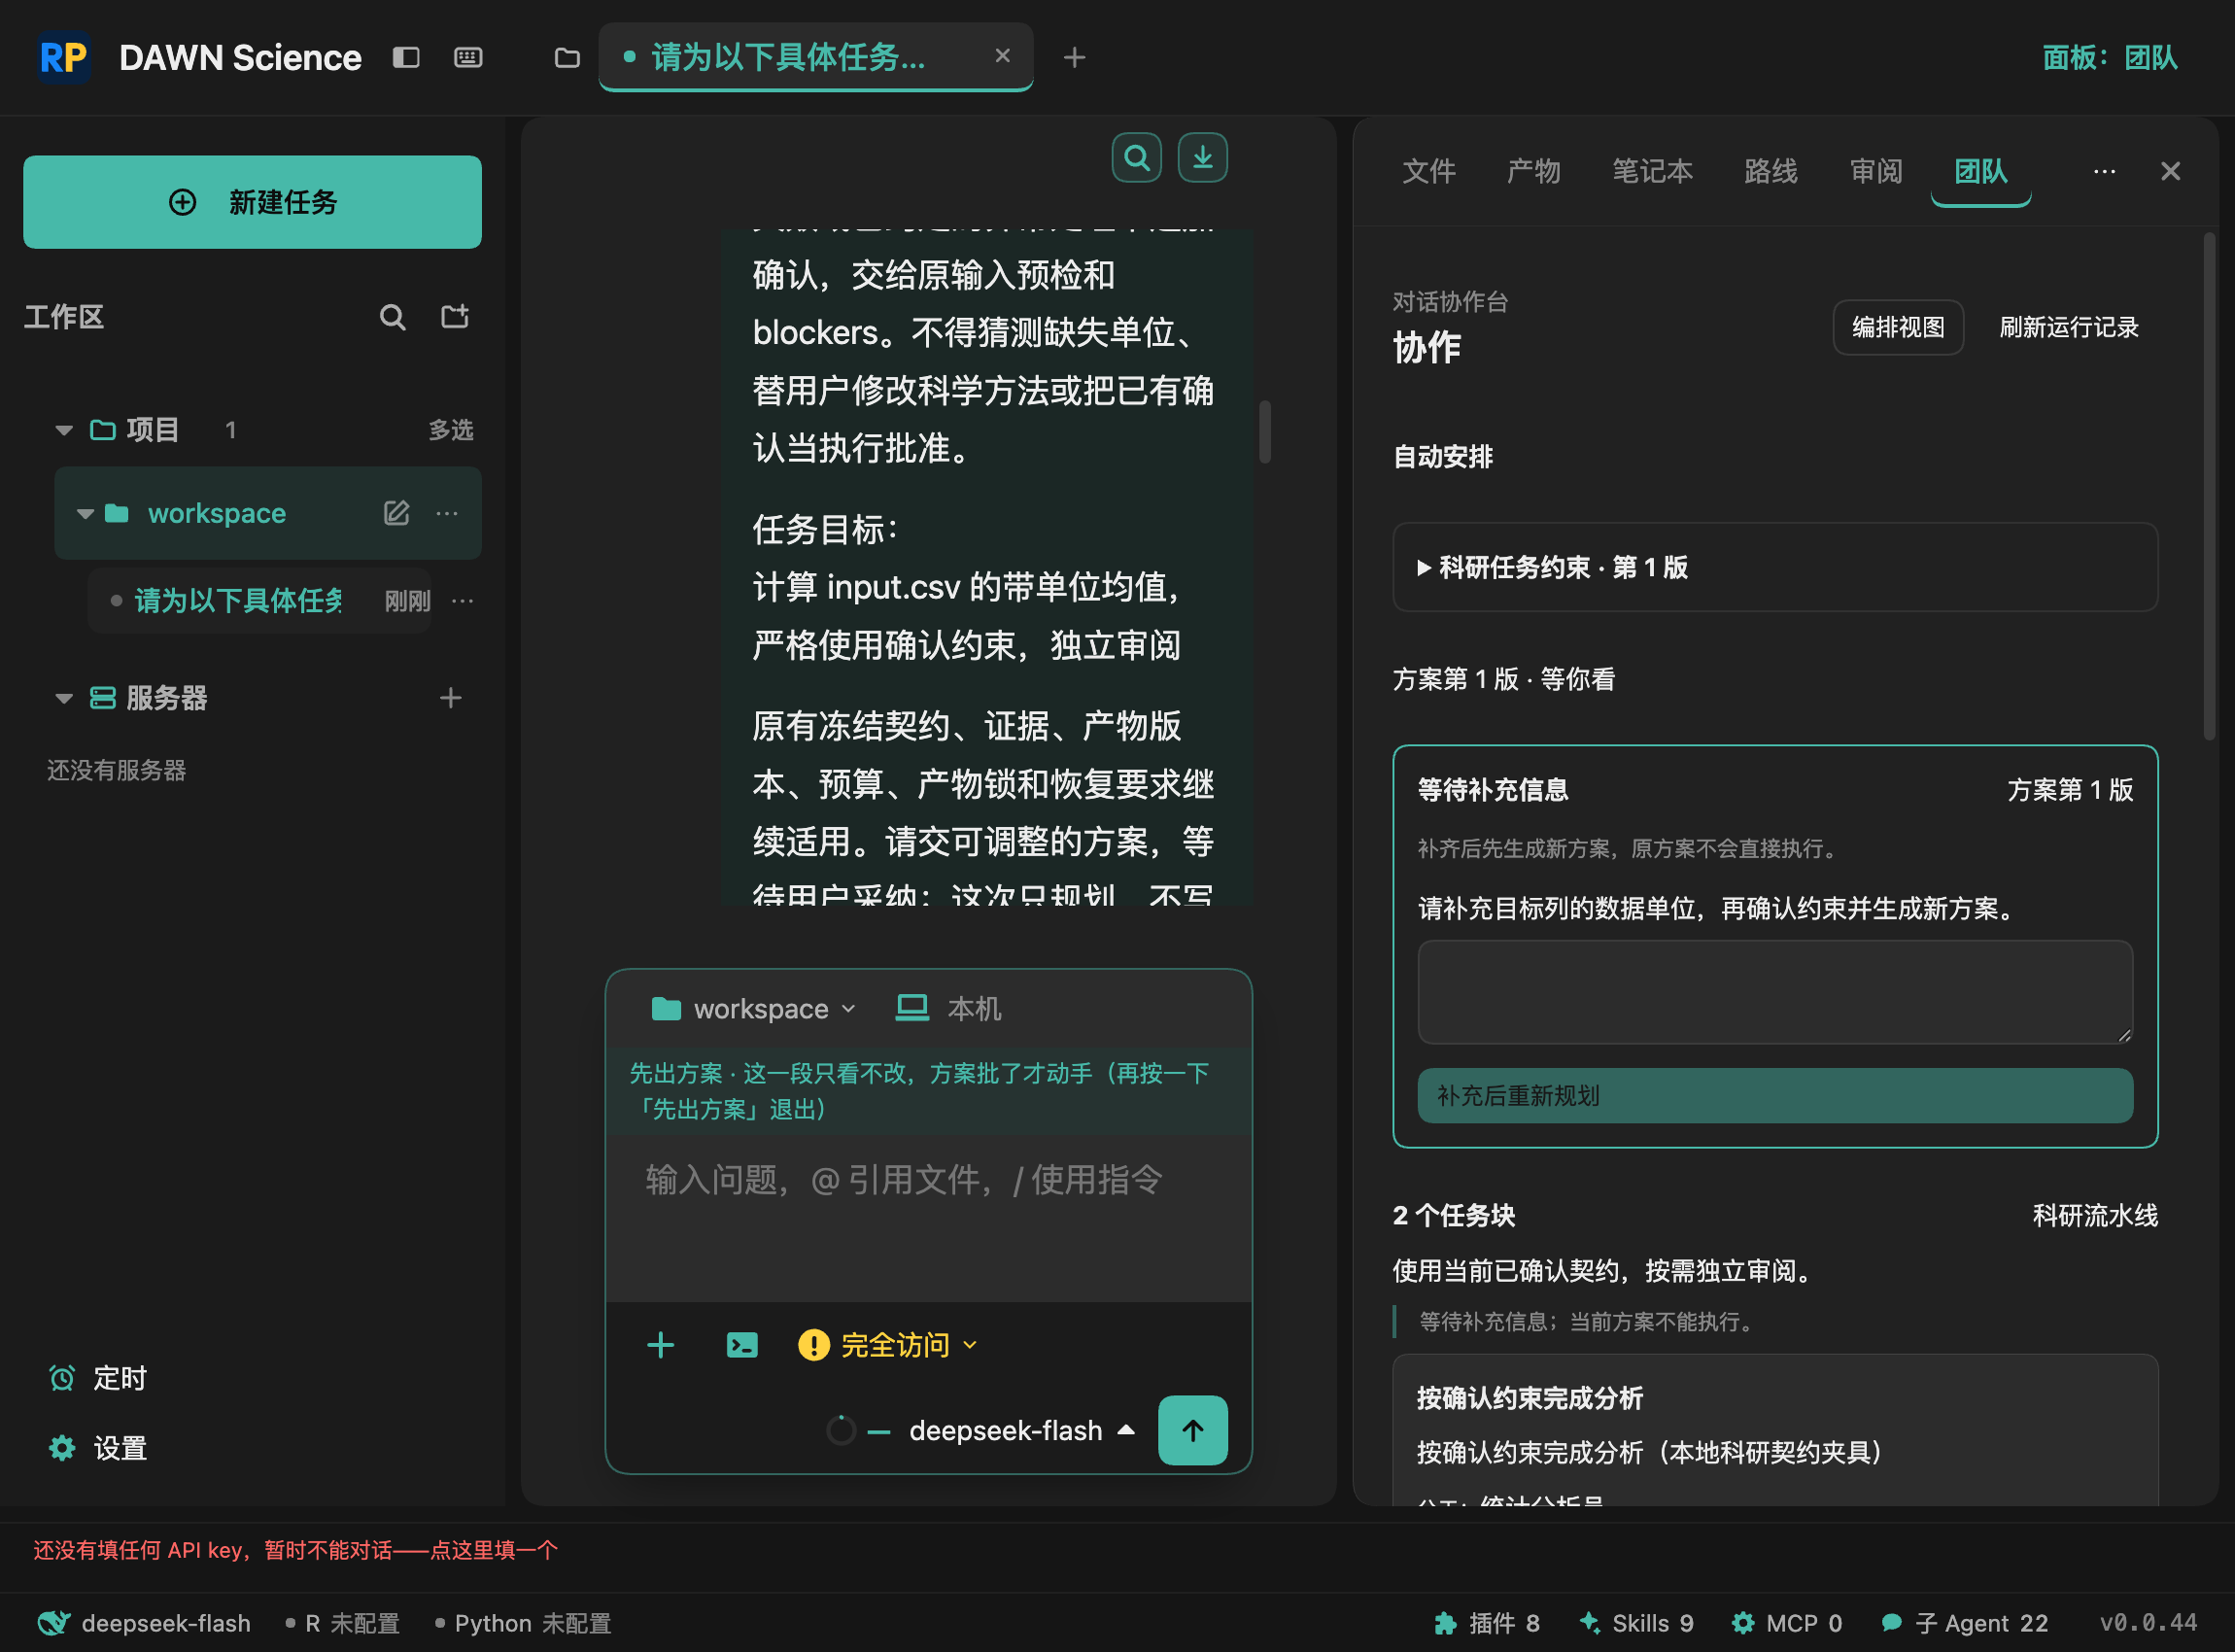 RP
DAWN Science
请为以下具体任务...
面板：团队
新建任务
工作区
项目 1 多选
workspace
请为以下具体任务 刚刚
服务器
还没有服务器
定时
设置
确认，交给原输入预检和
blockers。不得猜测缺失单位、
替用户修改科学方法或把已有确
认当执行批准。
任务目标：
计算 input.csv 的带单位均值，
严格使用确认约束，独立审阅
原有冻结契约、证据、产物版
本、预算、产物锁和恢复要求继
续适用。请交可调整的方案，等
待用户采纳；这次只规划，不写
workspace 本机
先出方案 · 这一段只看不改，方案批了才动手（再按一下
「先出方案」退出）
输入问题，@ 引用文件，/ 使用指令
完全访问
deepseek-flash
文件 产物 笔记本 路线 审阅 团队
对话协作台
协作
编排视图 刷新运行记录
自动安排
科研任务约束 · 第 1 版
方案第 1 版 · 等你看
等待补充信息 方案第 1 版
补齐后先生成新方案，原方案不会直接执行。
请补充目标列的数据单位，再确认约束并生成新方案。
补充后重新规划
2 个任务块 科研流水线
使用当前已确认契约，按需独立审阅。
等待补充信息；当前方案不能执行。
按确认约束完成分析
按确认约束完成分析（本地科研契约夹具）
分工：统计分析员
还没有填任何 API key，暂时不能对话——点这里填一个
deepseek-flash R 未配置 Python 未配置
插件 8 Skills 9 MCP 0 子 Agent 22 v0.0.44